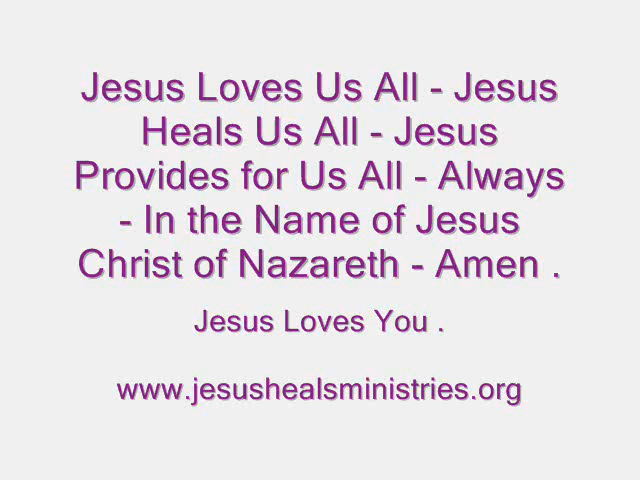 Jesus Loves Us All - Jesus
Heals Us All - Jesus
Provides for Us All - Always
- In the Name of Jesus
Christ of Nazareth - Amen .
Jesus Loves You .
www.jesushealsministries.org